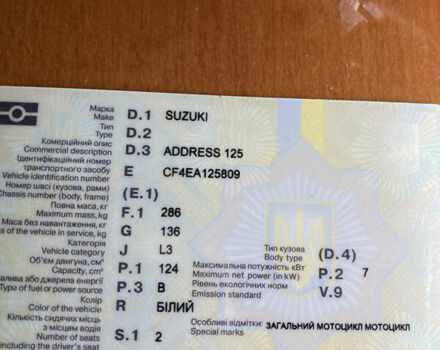 Марка
Make D.1 SUZUKI
Тип
Type D.2
Комерційний опис
Commercial description D.3 ADDRESS 125
Ідентифікаційний номер
транспортного засобу E CF4EA125809
Vehicle identification number
Номер шасі (кузова, рами)
Chassis number (body, frame) (E.1)
Повна маса, кг
Maximum mass, kg F.1 286
Маса без навантаження, кг G 136
of the vehicle in service, kg
Категорія
Vehicle category J L3
Тип кузова
Body type (D.4)
Об'єм двигуна, см³
Capacity, cm³ P.1 124
Максимальна потужність кВт
Maximum net power (in kW) P.2 7
або джерела енергії
Type of fuel or power source P.3 B
Рівень екологічних норм
Emission standard V.9
Колір
Color of the vehicle R БІЛИЙ
Кількість сидячих місць
з місцем водія
Number of seats S.1 2
including the driver's seat
Особливі відмітки: ЗАГАЛЬНИЙ МОТОЦИКЛ МОТОЦИКЛ
Special marks